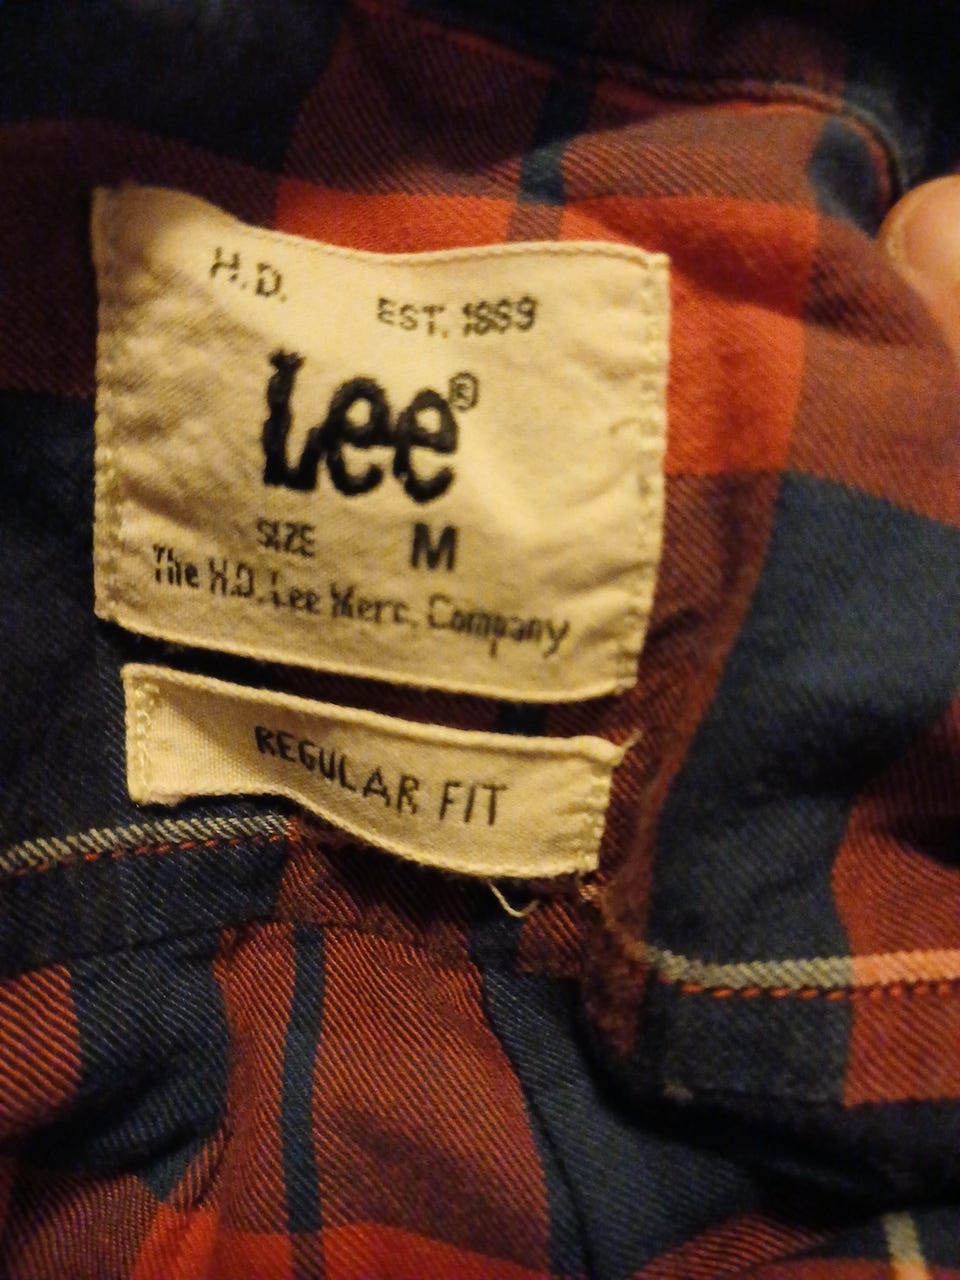 H.D. EST. 1889
Lee®
SIZE M
The H.D. Lee Merc. Company
REGULAR FIT